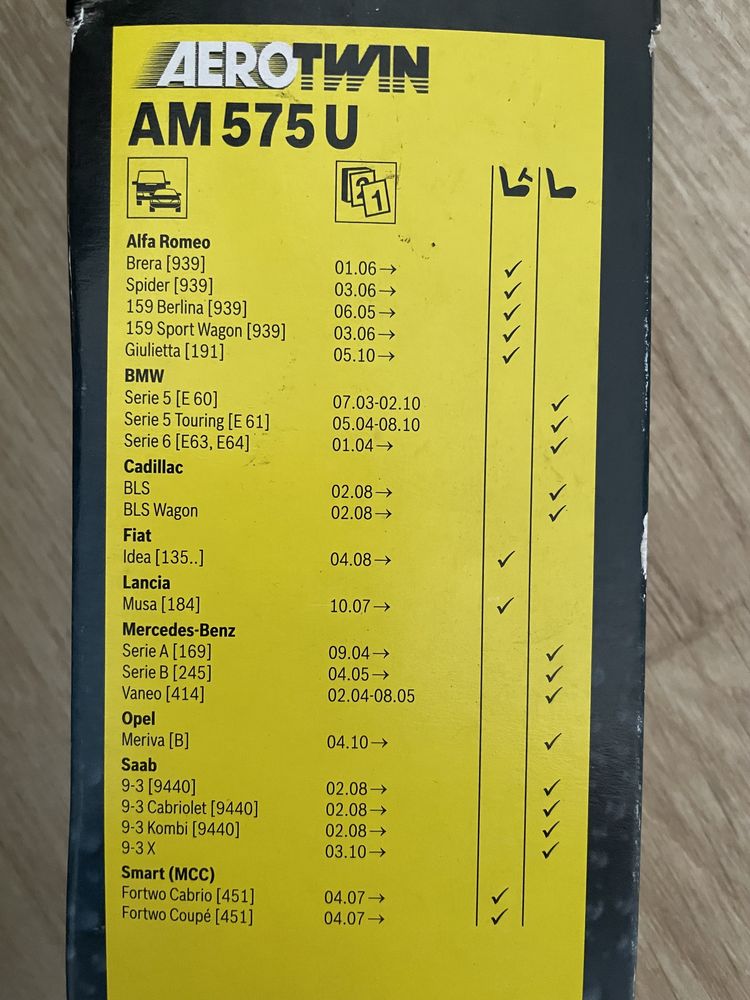 AEROTWIN
AM 575 U
2 1
Alfa Romeo
Brera [939] 01.06→ ✓
Spider [939] 03.06→ ✓
159 Berlina [939] 06.05→ ✓
159 Sport Wagon [939] 03.06→ ✓
Giulietta [191] 05.10→ ✓
BMW
Serie 5 [E 60] 07.03-02.10 ✓
Serie 5 Touring [E 61] 05.04-08.10 ✓
Serie 6 [E63, E64] 01.04→ ✓
Cadillac
BLS 02.08→ ✓
BLS Wagon 02.08→ ✓
Fiat
Idea [135..] 04.08→ ✓
Lancia
Musa [184] 10.07→ ✓
Mercedes-Benz
Serie A [169] 09.04→ ✓
Serie B [245] 04.05→ ✓
Vaneo [414] 02.04-08.05 ✓
Opel
Meriva [B] 04.10→ ✓
Saab
9-3 [9440] 02.08→ ✓
9-3 Cabriolet [9440] 02.08→ ✓
9-3 Kombi [9440] 02.08→ ✓
9-3 X 03.10→ ✓
Smart (MCC)
Fortwo Cabrio [451] 04.07→ ✓
Fortwo Coupé [451] 04.07→ ✓